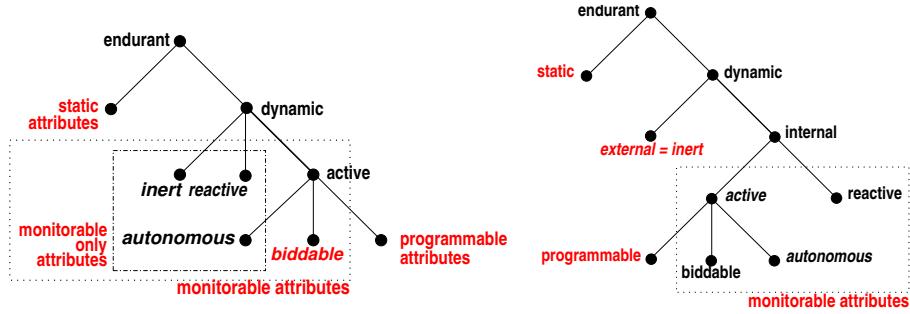 endurant
static
attributes
dynamic
inert reactive
active
monitorable
only
attributes
autonomous
biddable
programmable
attributes
monitorable attributes
endurant
static
dynamic
external = inert
internal
active
reactive
programmable
biddable
autonomous
monitorable attributes